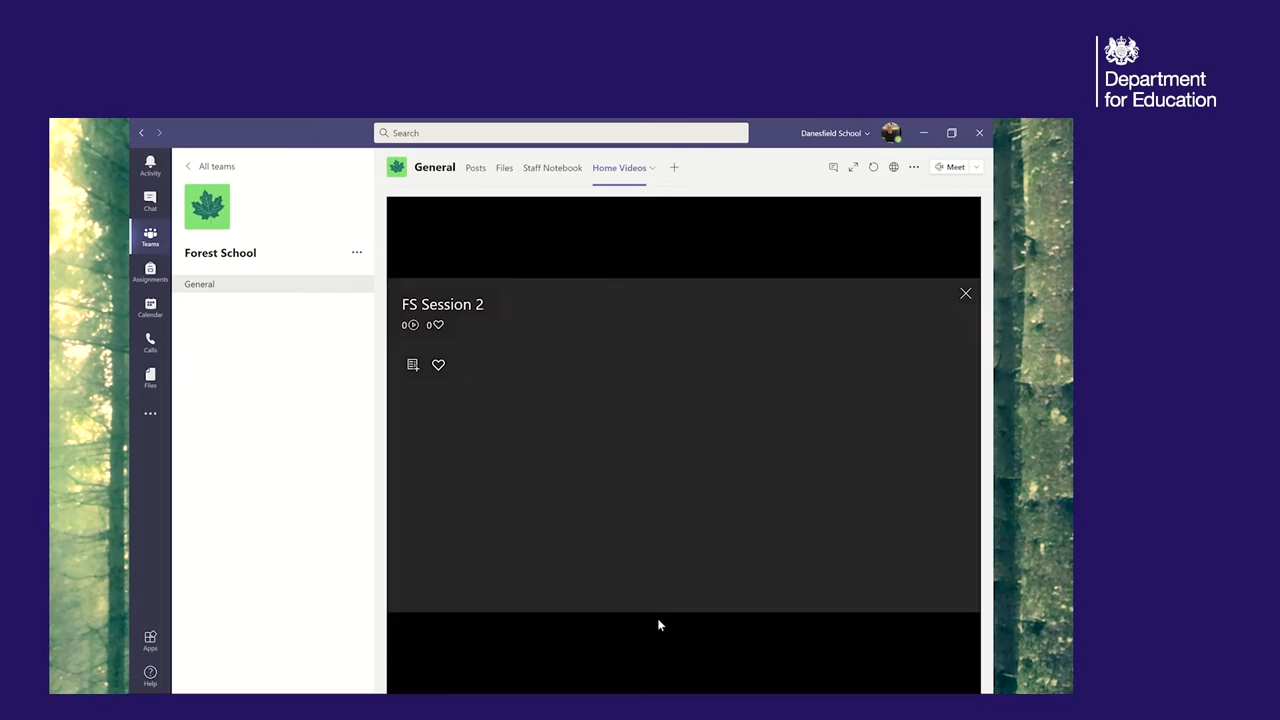 Department
for Education
Search
Danesfield School
Activity
Chat
Teams
Assignments
Calendar
Calls
Files
Apps
Help
All teams
Forest School
General
General
Posts
Files
Staff Notebook
Home Videos
Meet
FS Session 2
0
0